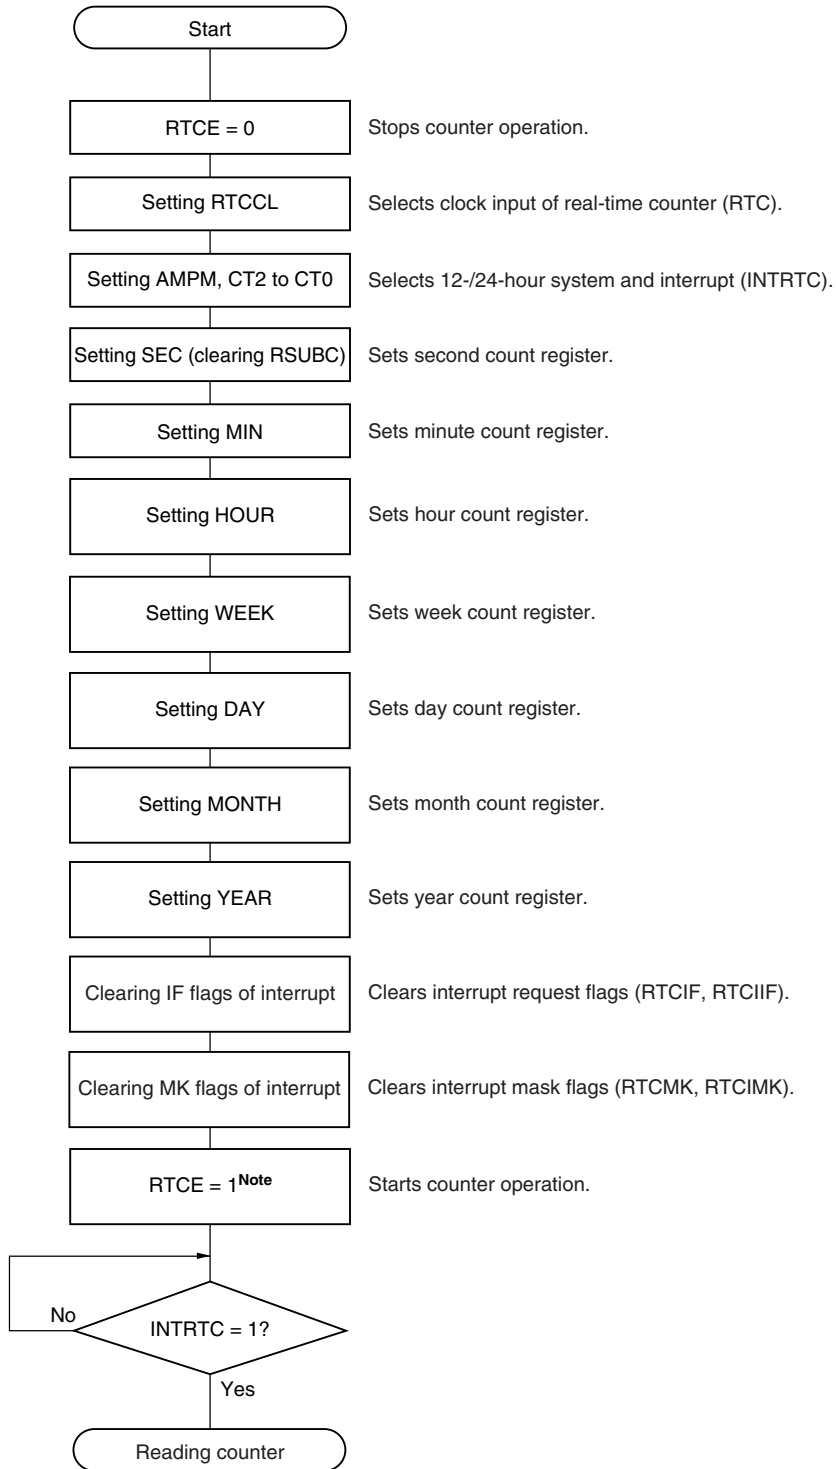 Start
RTCE = 0 Stops counter operation.
Setting RTCCL Selects clock input of real-time counter (RTC).
Setting AMPM, CT2 to CT0 Selects 12-/24-hour system and interrupt (INTRTC).
Setting SEC (clearing RSUBC) Sets second count register.
Setting MIN Sets minute count register.
Setting HOUR Sets hour count register.
Setting WEEK Sets week count register.
Setting DAY Sets day count register.
Setting MONTH Sets month count register.
Setting YEAR Sets year count register.
Clearing IF flags of interrupt Clears interrupt request flags (RTCIF, RTCIIF).
Clearing MK flags of interrupt Clears interrupt mask flags (RTCMK, RTCIMK).
RTCE = 1Note Starts counter operation.
No
INTRTC = 1?
Yes
Reading counter